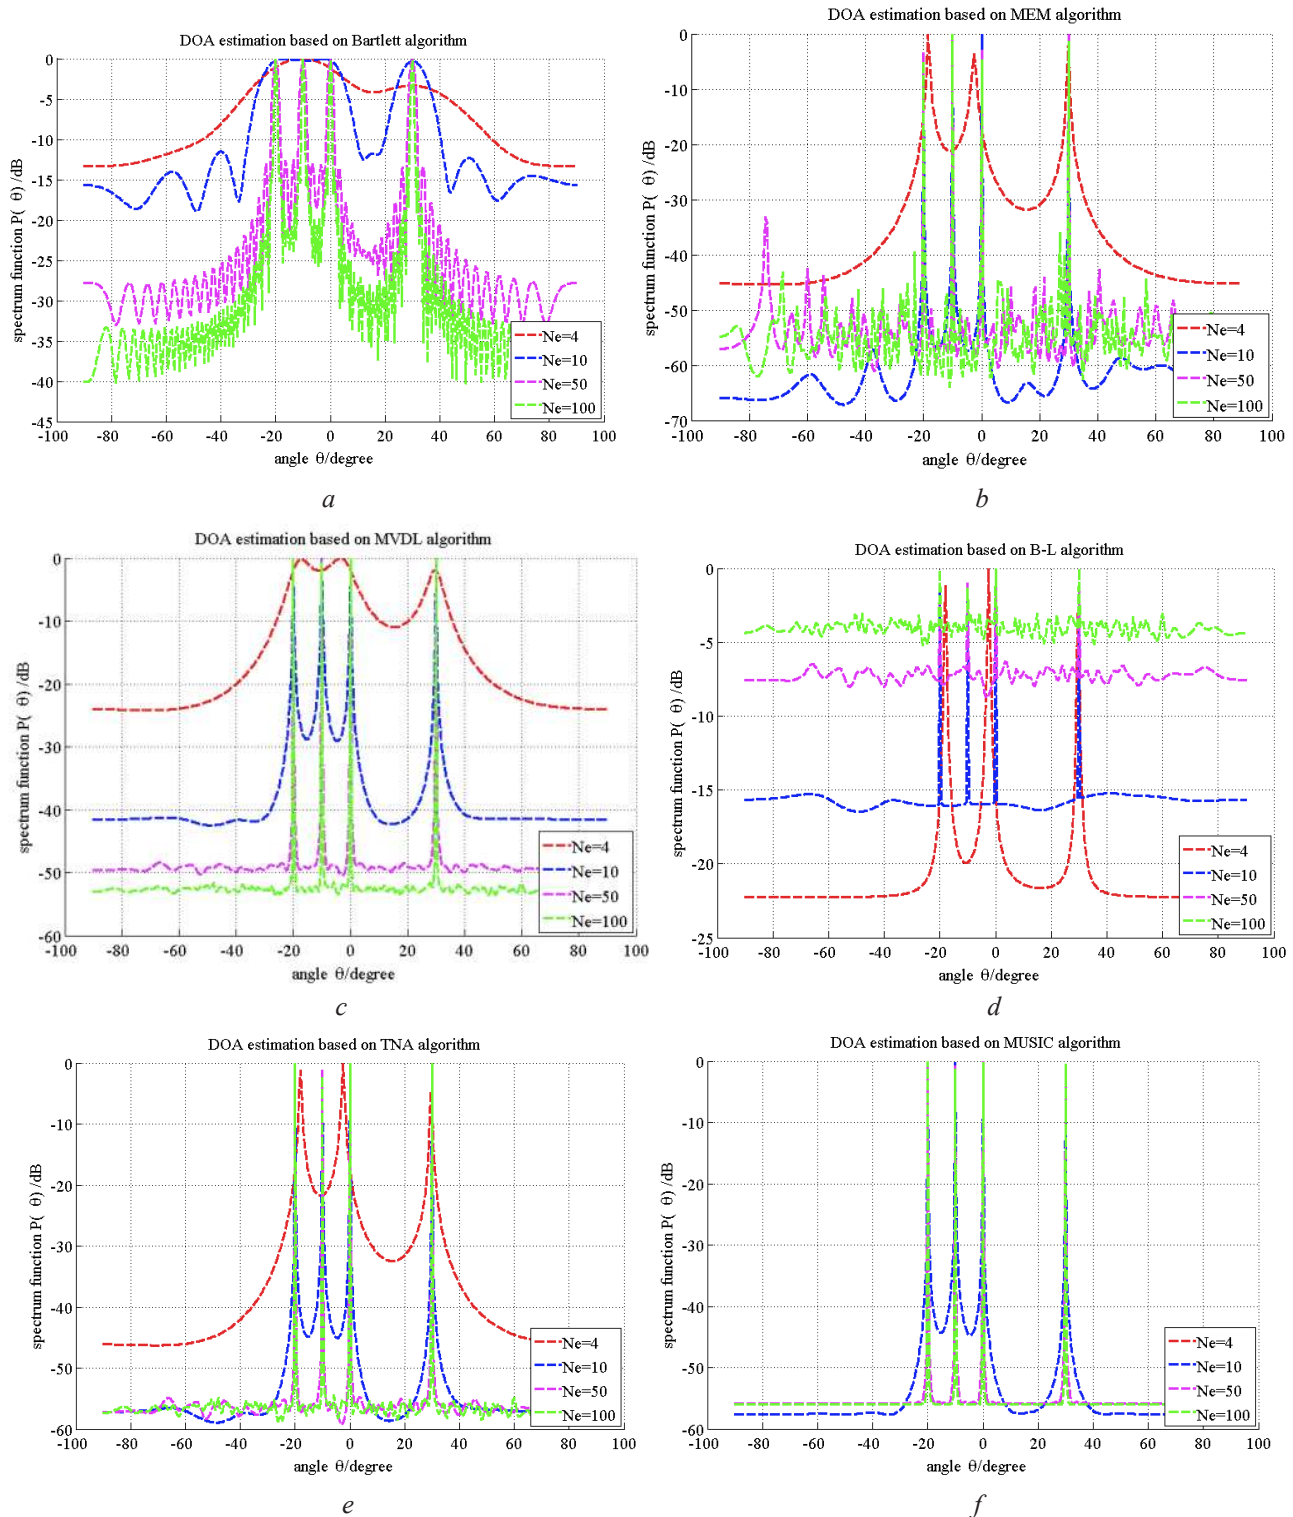 DOA estimation based on Bartlett algorithm
spectrum function P( θ) /dB
0
-5
-10
-15
-20
-25
-30
-35
-40
-45
-100 -80 -60 -40 -20 0 20 40 60 80 100
angle θ/degree
Ne=4
Ne=10
Ne=50
Ne=100
a
DOA estimation based on MEM algorithm
spectrum function P( θ) /dB
0
-10
-20
-30
-40
-50
-60
-70
-100 -80 -60 -40 -20 0 20 40 60 80 100
angle θ/degree
Ne=4
Ne=10
Ne=50
Ne=100
b
DOA estimation based on MVDL algorithm
spectrum function P( θ) /dB
0
-10
-20
-30
-40
-50
-60
-100 -80 -60 -40 -20 0 20 40 60 80 100
angle θ/degree
Ne=4
Ne=10
Ne=50
Ne=100
c
DOA estimation based on B-L algorithm
spectrum function P( θ) /dB
0
-5
-10
-15
-20
-25
-100 -80 -60 -40 -20 0 20 40 60 80 100
angle θ/degree
Ne=4
Ne=10
Ne=50
Ne=100
d
DOA estimation based on TNA algorithm
spectrum function P( θ) /dB
0
-10
-20
-30
-40
-50
-60
-100 -80 -60 -40 -20 0 20 40 60 80 100
angle θ/degree
Ne=4
Ne=10
Ne=50
Ne=100
e
DOA estimation based on MUSIC algorithm
spectrum function P( θ) /dB
0
-10
-20
-30
-40
-50
-60
-100 -80 -60 -40 -20 0 20 40 60 80 100
angle θ/degree
Ne=4
Ne=10
Ne=50
Ne=100
f